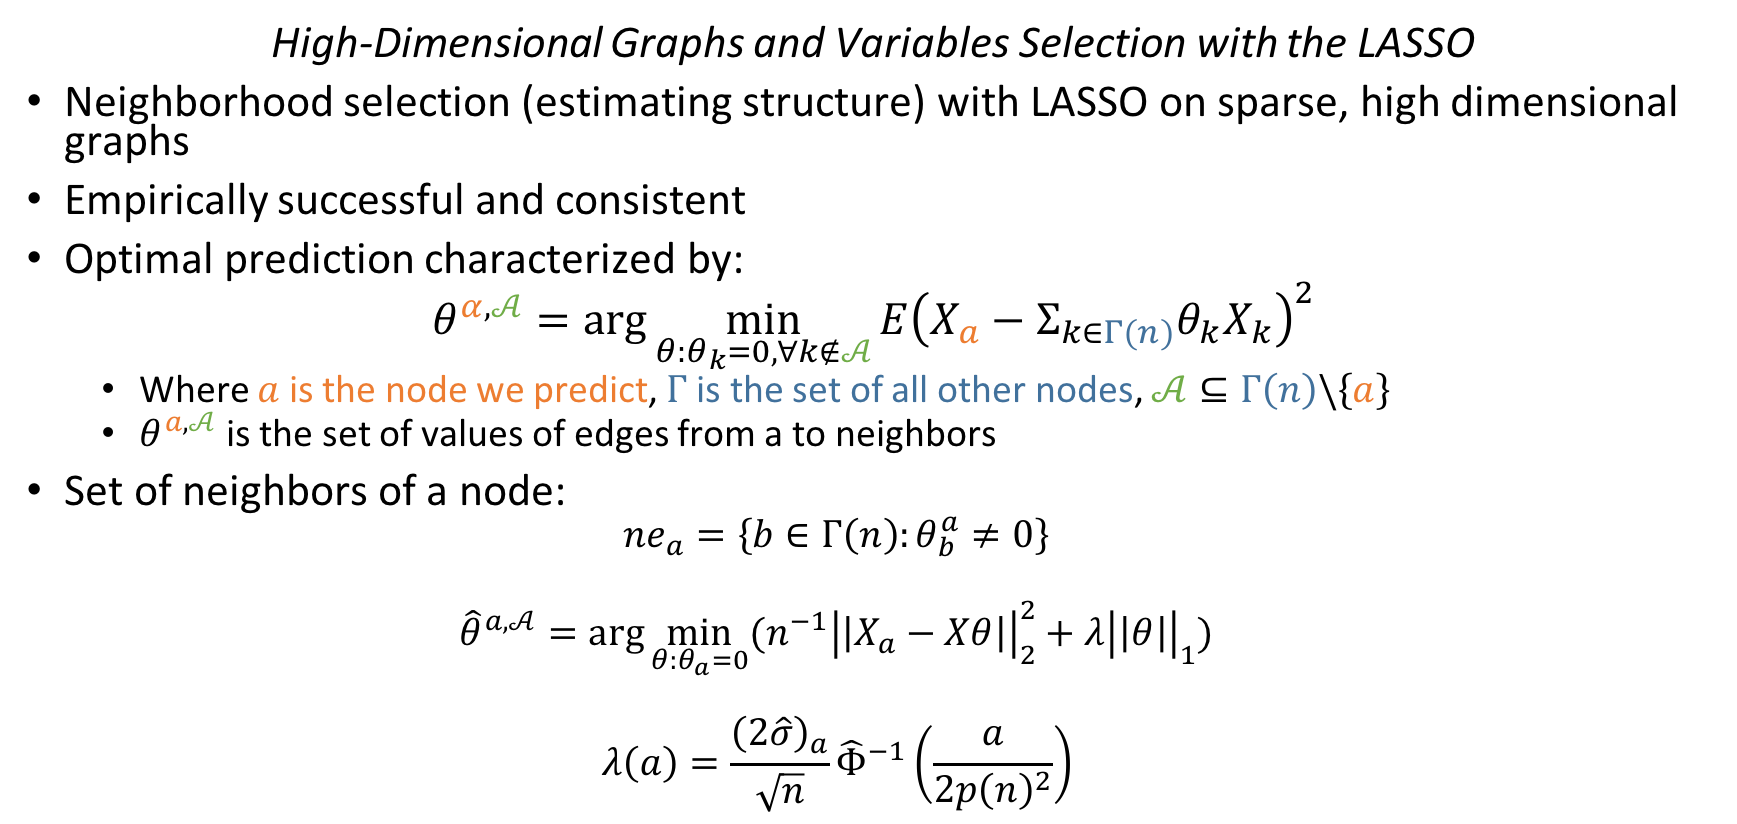 High-Dimensional Graphs and Variables Selection with the LASSO
• Neighborhood selection (estimating structure) with LASSO on sparse, high dimensional
graphs
• Empirically successful and consistent
• Optimal prediction characterized by:
θ^{α,𝒜} = arg min_{θ:θ_k=0,∀k∉𝒜} E(X_a − Σ_{k∈Γ(n)} θ_k X_k)^2
• Where a is the node we predict, Γ is the set of all other nodes, 𝒜 ⊆ Γ(n)\{a}
• θ^{a,𝒜} is the set of values of edges from a to neighbors
• Set of neighbors of a node:
ne_a = {b ∈ Γ(n): θ_b^a ≠ 0}
θ̂^{a,𝒜} = arg min_{θ:θ_a=0} (n^{−1}||X_a − Xθ||_2^2 + λ||θ||_1)
λ(a) = \frac{(2σ̂)_a}{√n} Φ̂^{−1} (\frac{a}{2p(n)^2})